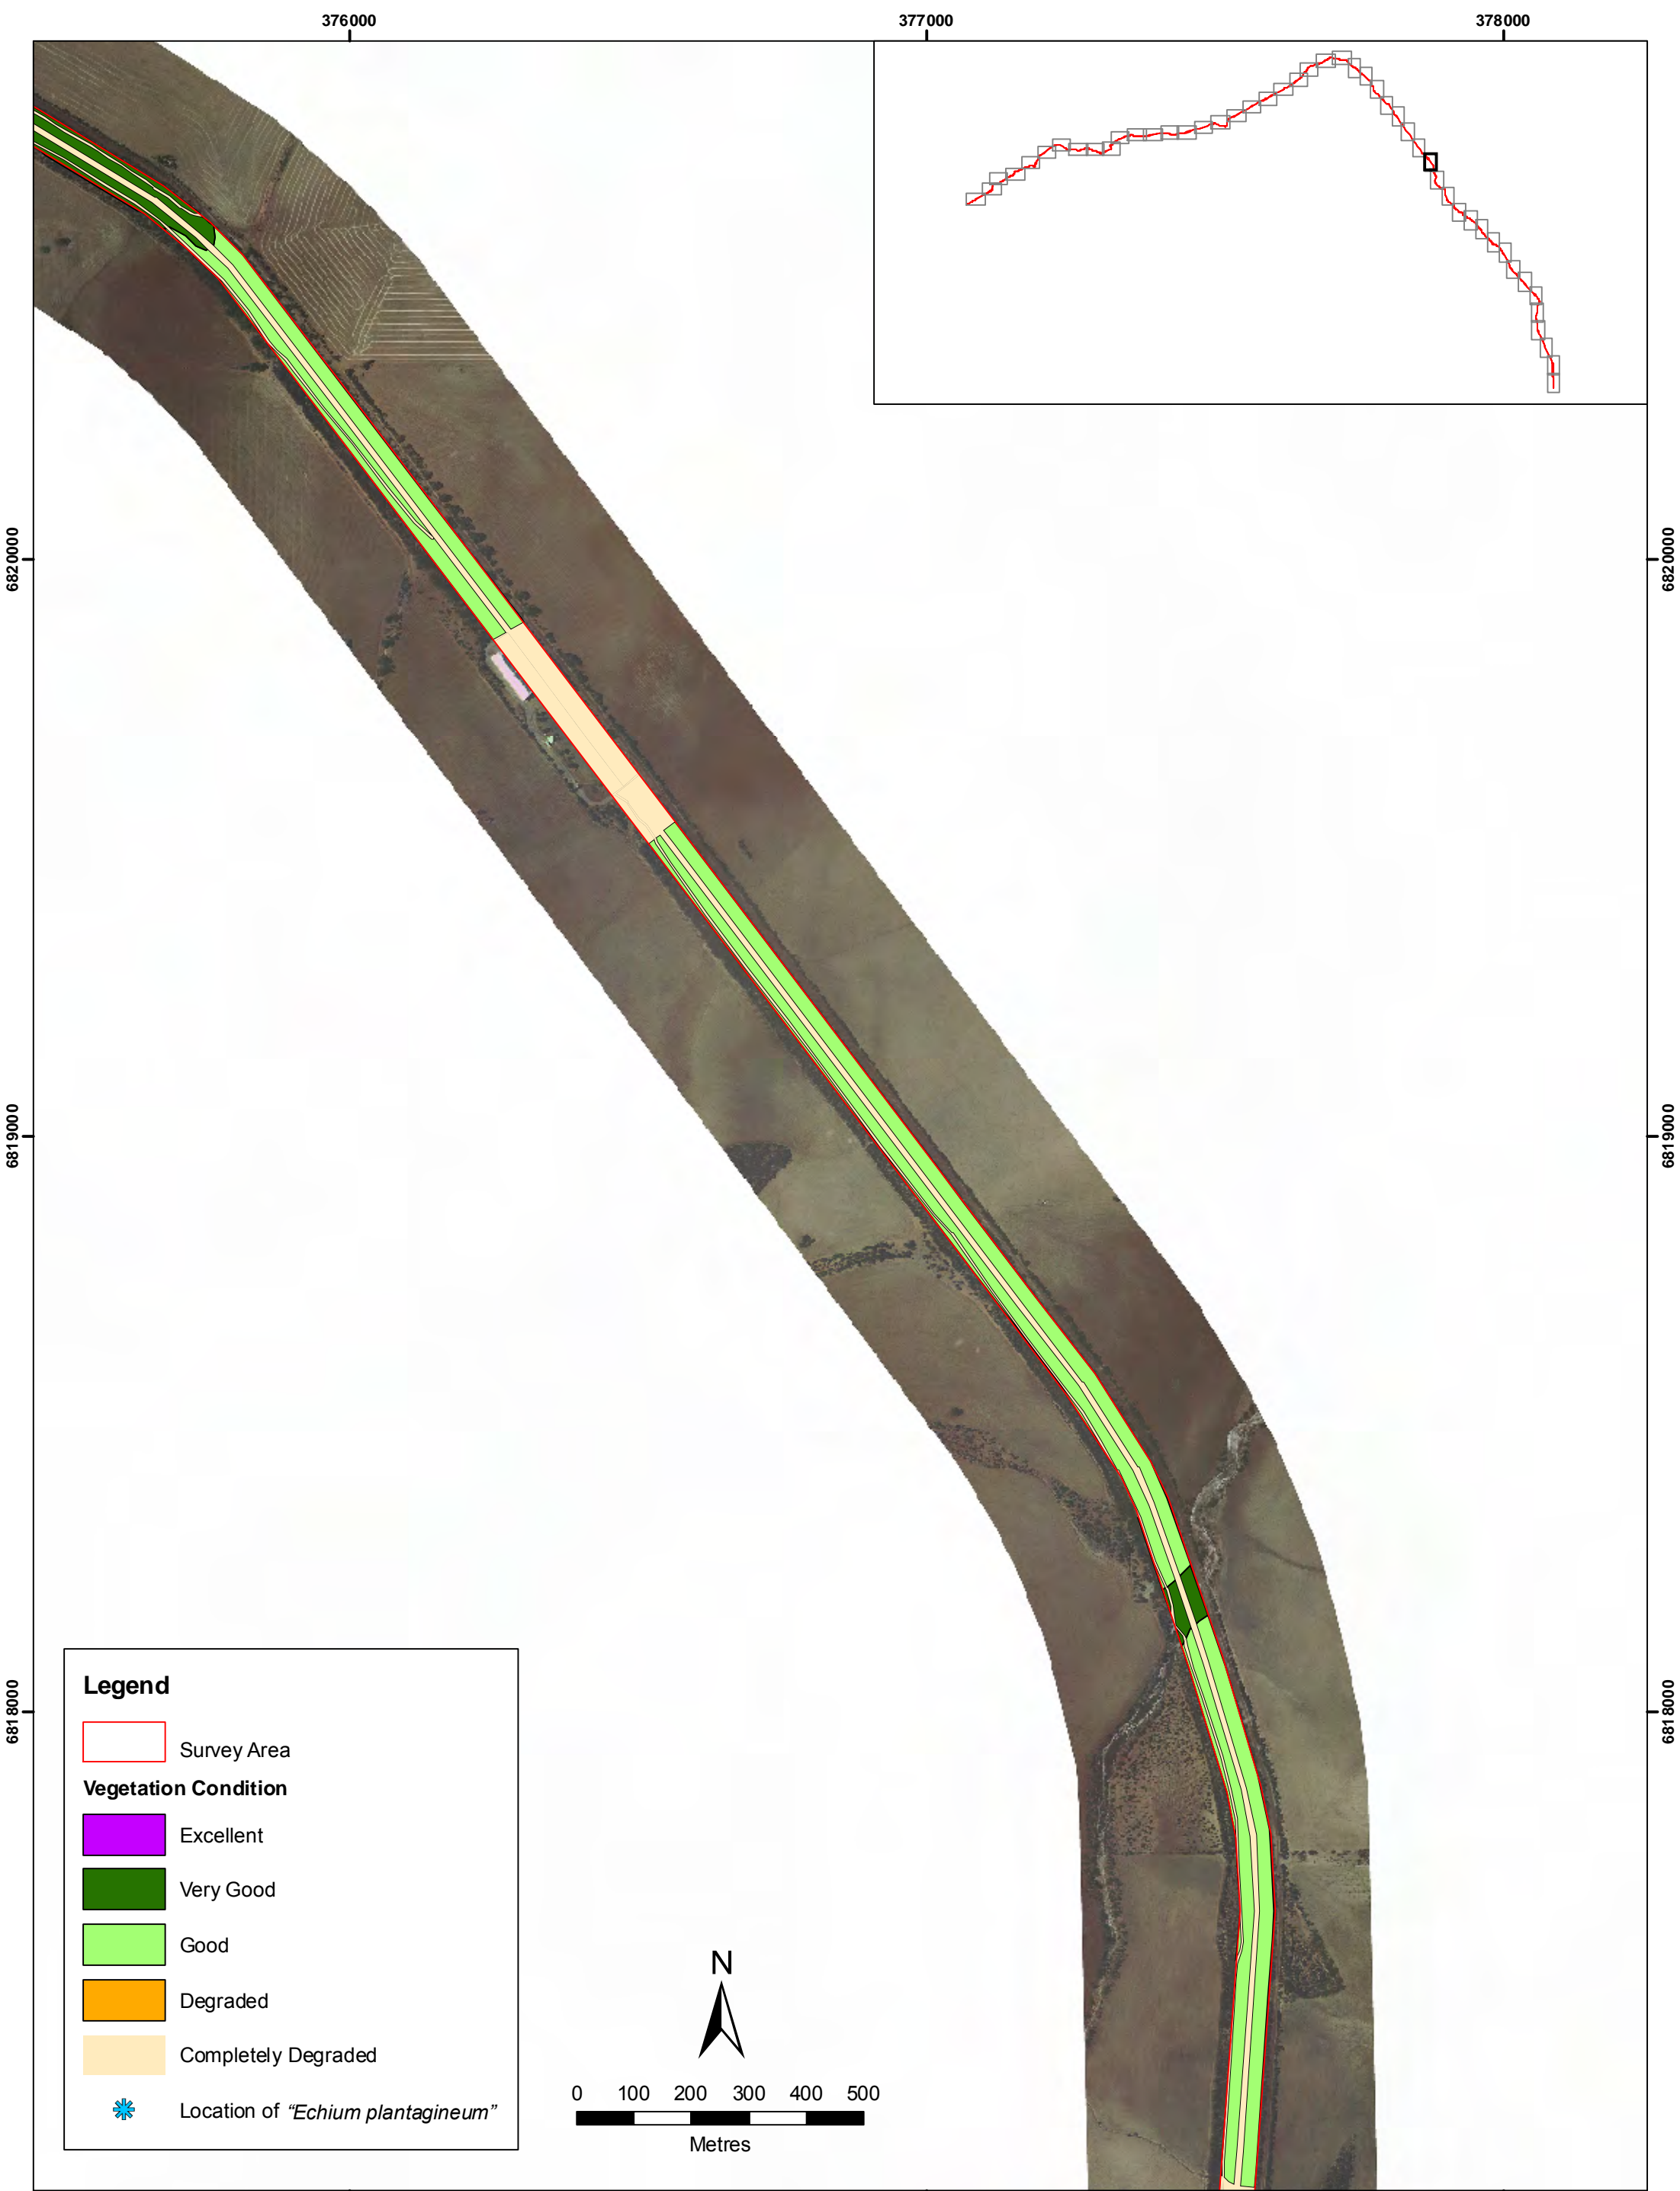 376000 377000 378000
6820000 6820000
6819000 6819000
6818000 6818000
Legend
Survey Area
Vegetation Condition
Excellent
Very Good
Good
Degraded
Completely Degraded
Location of “Echium plantagineum”
N
0 100 200 300 400 500
Metres